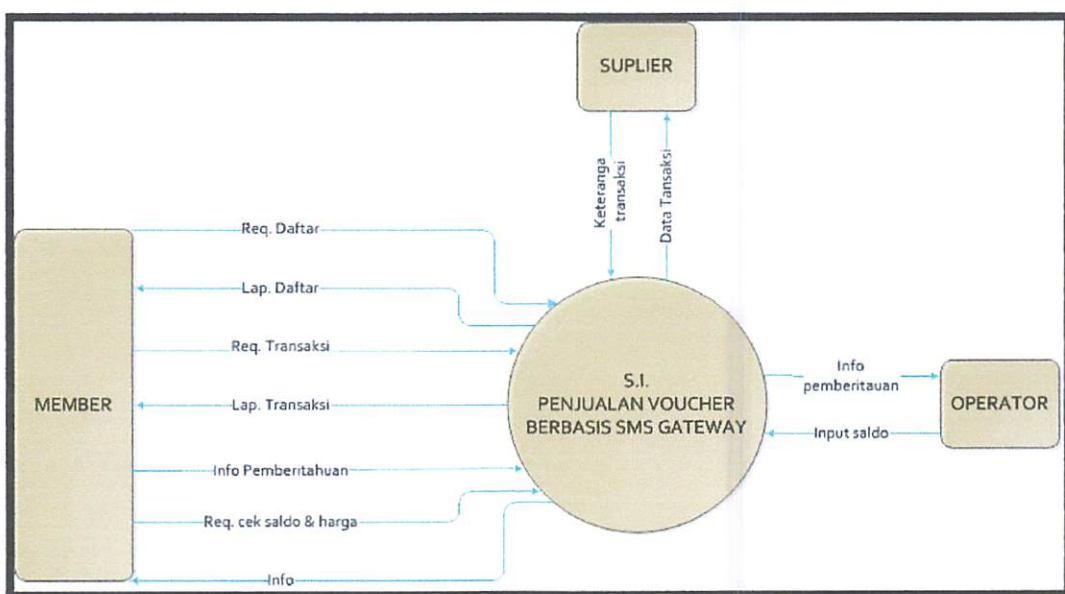 SUPLIER
Keteranga
transaksi
Data Tansaksi
Req. Daftar
Lap. Daftar
Req. Transaksi
Lap. Transaksi
Info Pemberitahuan
Req. cek saldo & harga
Info
MEMBER
S.I.
PENJUALAN VOUCHER
BERBASIS SMS GATEWAY
Info
pemberitauan
Input saldo
OPERATOR